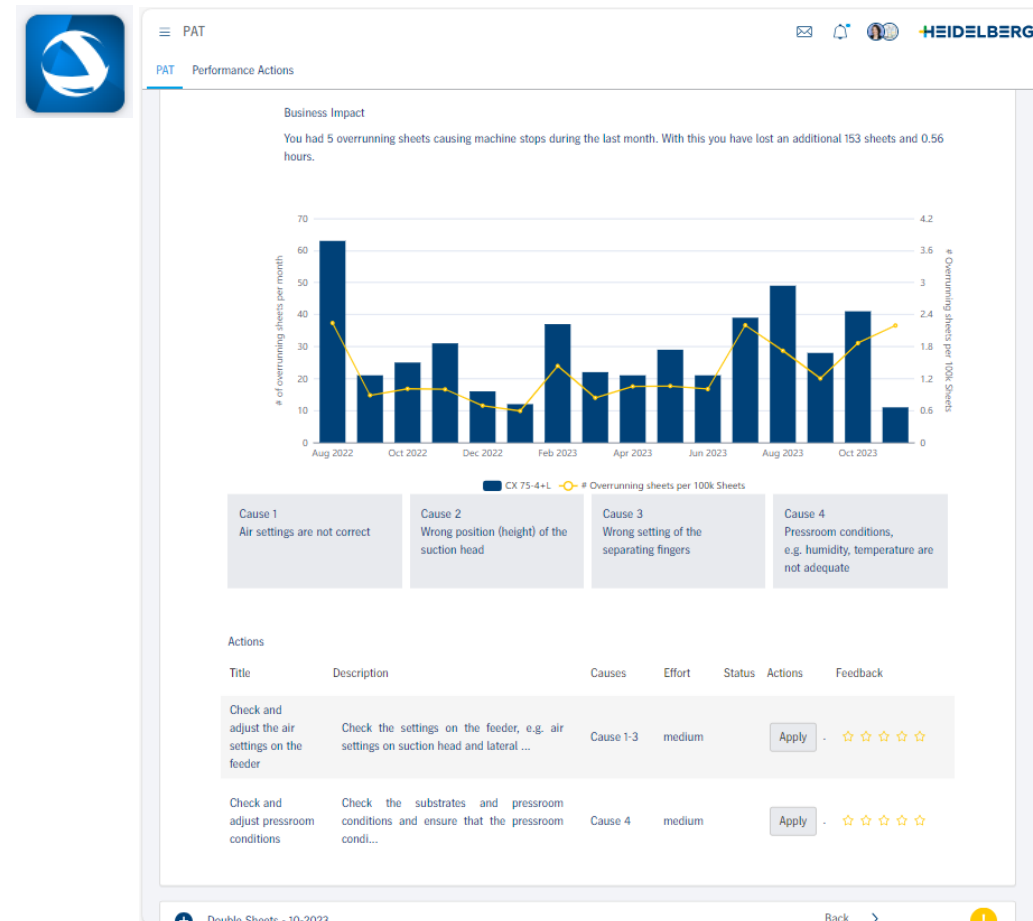 PAT
HEIDELBERG
PAT Performance Actions
Business Impact
You had 5 overrunning sheets causing machine stops during the last month. With this you have lost an additional 153 sheets and 0.56
hours.
# of overrunning sheets per month
70
60
50
40
30
20
10
0
4.2
3.6
3
2.4
1.8
1.2
0.6
0
# Overrunning sheets per 100k Sheets
Aug 2022 Oct 2022 Dec 2022 Feb 2023 Apr 2023 Jun 2023 Aug 2023 Oct 2023
CX 75-4+L # Overrunning sheets per 100k Sheets
Cause 1
Air settings are not correct
Cause 2
Wrong position (height) of the
suction head
Cause 3
Wrong setting of the
separating fingers
Cause 4
Pressroom conditions,
e.g. humidity, temperature are
not adequate
Actions
Title Description Causes Effort Status Actions Feedback
Check and
adjust the air
settings on the
feeder
Check the settings on the feeder, e.g. air
settings on suction head and lateral ...
Cause 1-3 medium Apply -
Check and
adjust pressroom
conditions
Check the substrates and pressroom
conditions and ensure that the pressroom
condi...
Cause 4 medium Apply -
Double Sheets - 10-2023 Back